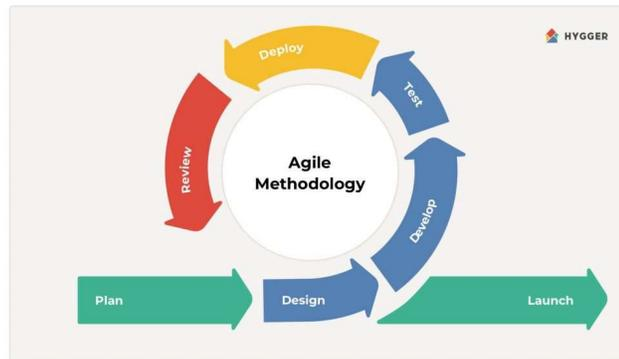 HYGGER
Deploy
Test
Review
Agile
Methodology
Develop
Plan
Design
Launch